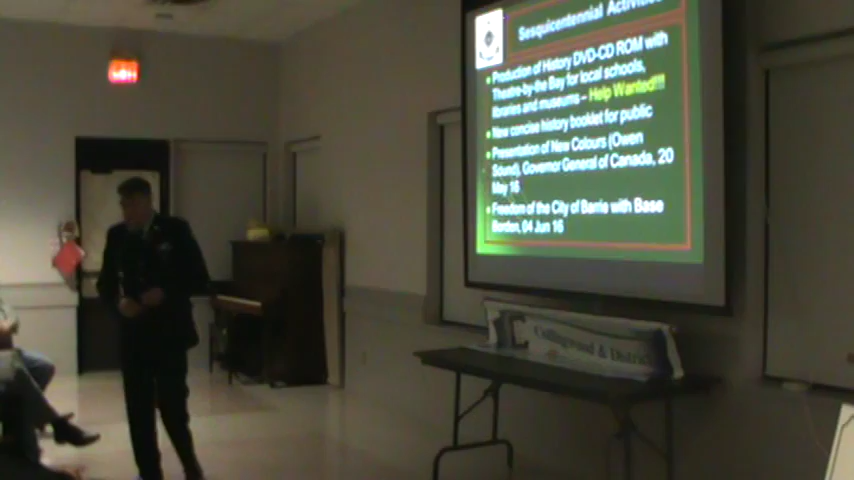 Sesquicentennial Activities
Production of History DVD-CD ROM with
Theatre-by-the Bay for local schools,
libraries and museums – Help Wanted!!!
New concise history booklet for public
Presentation of New Colours (Owen
Sound), Governor General of Canada, 20
May 16
Freedom of the City of Barrie with Base
Borden, 04 Jun 16
Collingwood & District